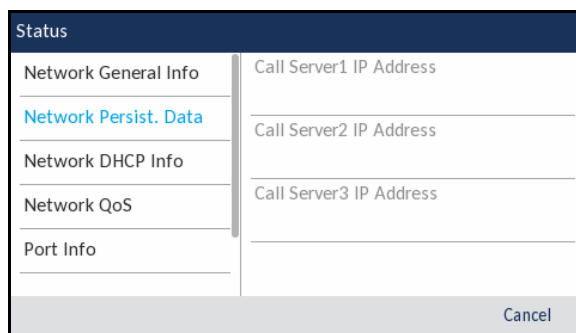 Status
Network General Info
Network Persist. Data
Network DHCP Info
Network QoS
Port Info
Call Server1 IP Address
Call Server2 IP Address
Call Server3 IP Address
Cancel